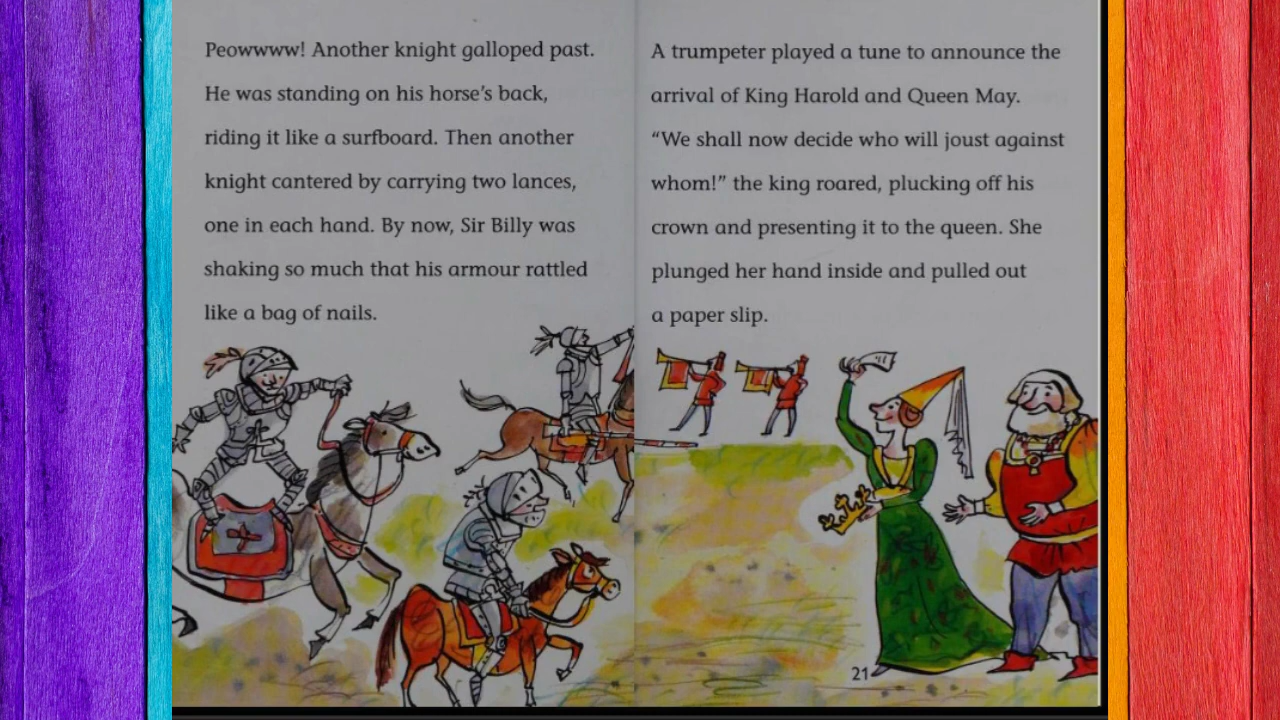 Peowwww! Another knight galloped past.
He was standing on his horse's back,
riding it like a surfboard. Then another
knight cantered by carrying two lances,
one in each hand. By now, Sir Billy was
shaking so much that his armour rattled
like a bag of nails.
A trumpeter played a tune to announce the
arrival of King Harold and Queen May.
“We shall now decide who will joust against
whom!” the king roared, plucking off his
crown and presenting it to the queen. She
plunged her hand inside and pulled out
a paper slip.
21